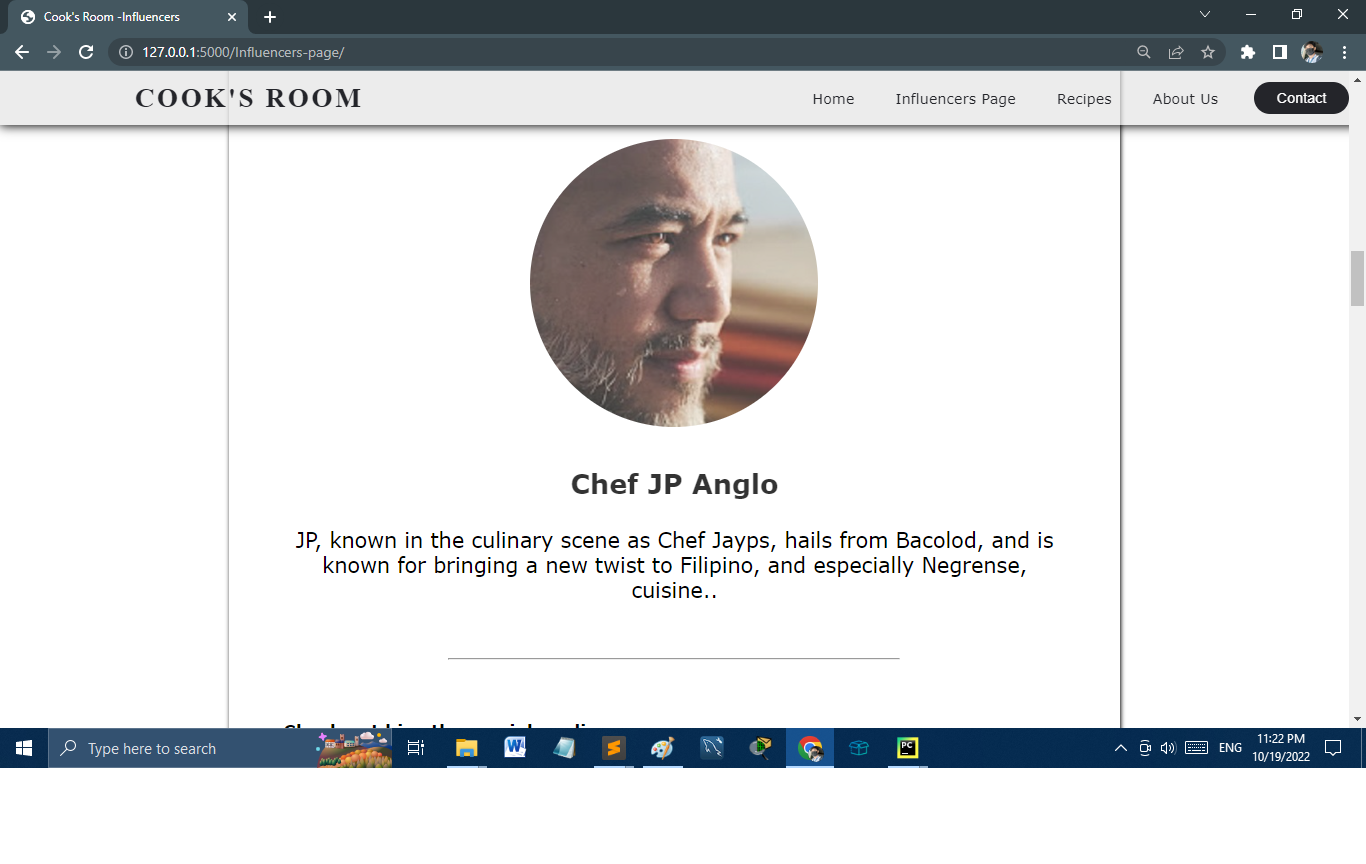 Cook's Room -Influencers
127.0.0.1:5000/Influencers-page/
COOK'S ROOM
Home
Influencers Page
Recipes
About Us
Contact
Chef JP Anglo
JP, known in the culinary scene as Chef Jayps, hails from Bacolod, and is
known for bringing a new twist to Filipino, and especially Negrense,
cuisine..
Type here to search
W
PC
ENG
11:22 PM
10/19/2022